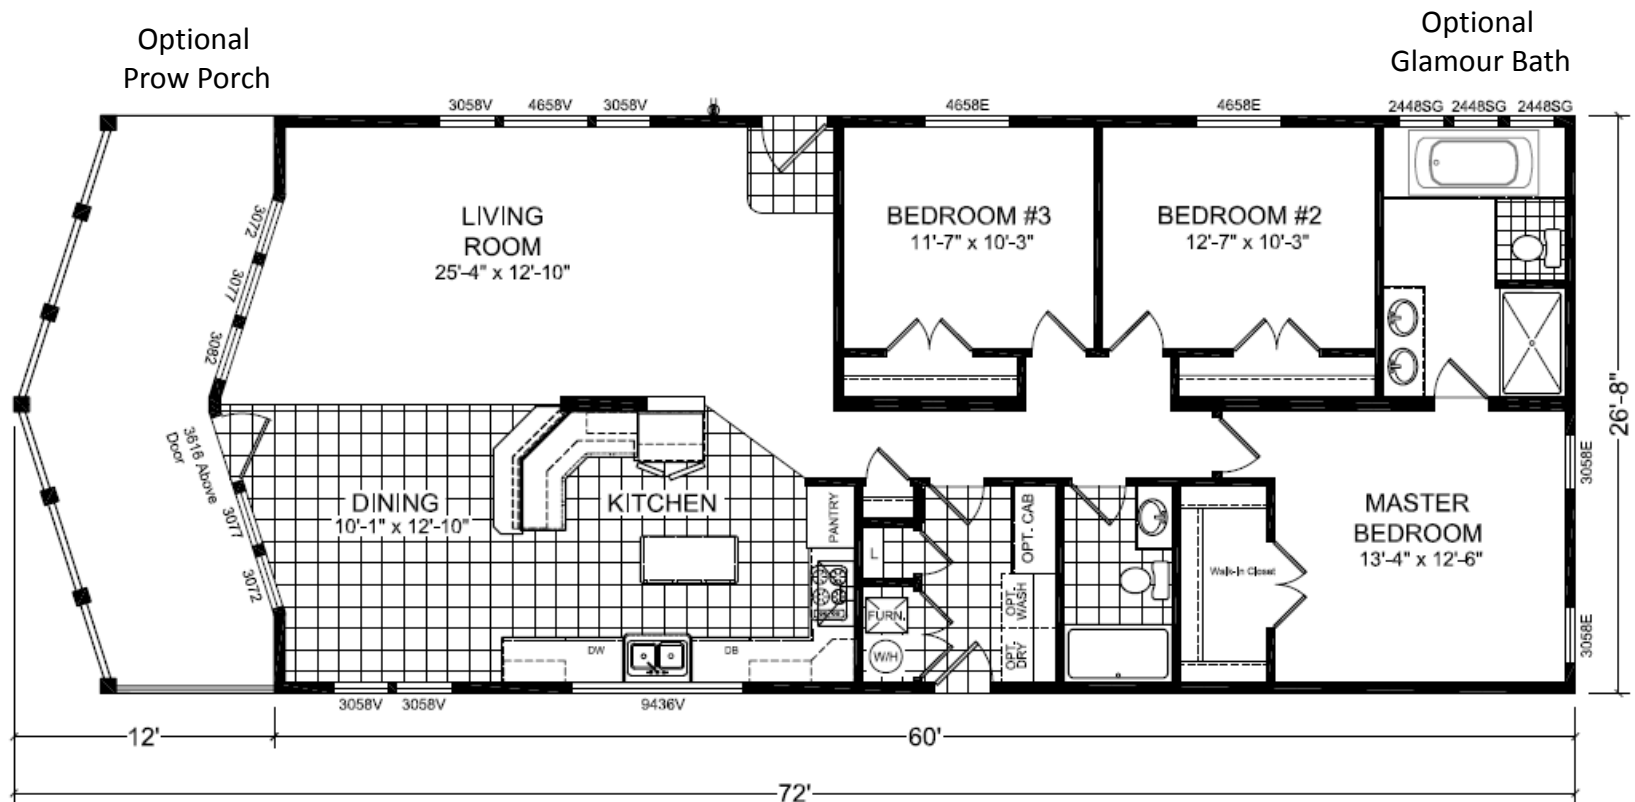 Optional
Prow Porch
Optional
Glamour Bath
3058V
4658V
3058V
4658E
4658E
2448SG
2448SG
2448SG
3072
3077
3082
LIVING
ROOM
25'-4" x 12'-10"
BEDROOM #3
11'-7" x 10'-3"
BEDROOM #2
12'-7" x 10'-3"
26'-8"
3616 Above
Door
3077
3072
DINING
10'-1" x 12'-10"
KITCHEN
PANTRY
L
OPT. CAB
OPT.
WASH
OPT.
DRY
FURN.
W/H
DW
DB
Walk-In Closet
MASTER
BEDROOM
13'-4" x 12'-6"
3058E
3058E
3058V
3058V
9436V
12'
60'
72'